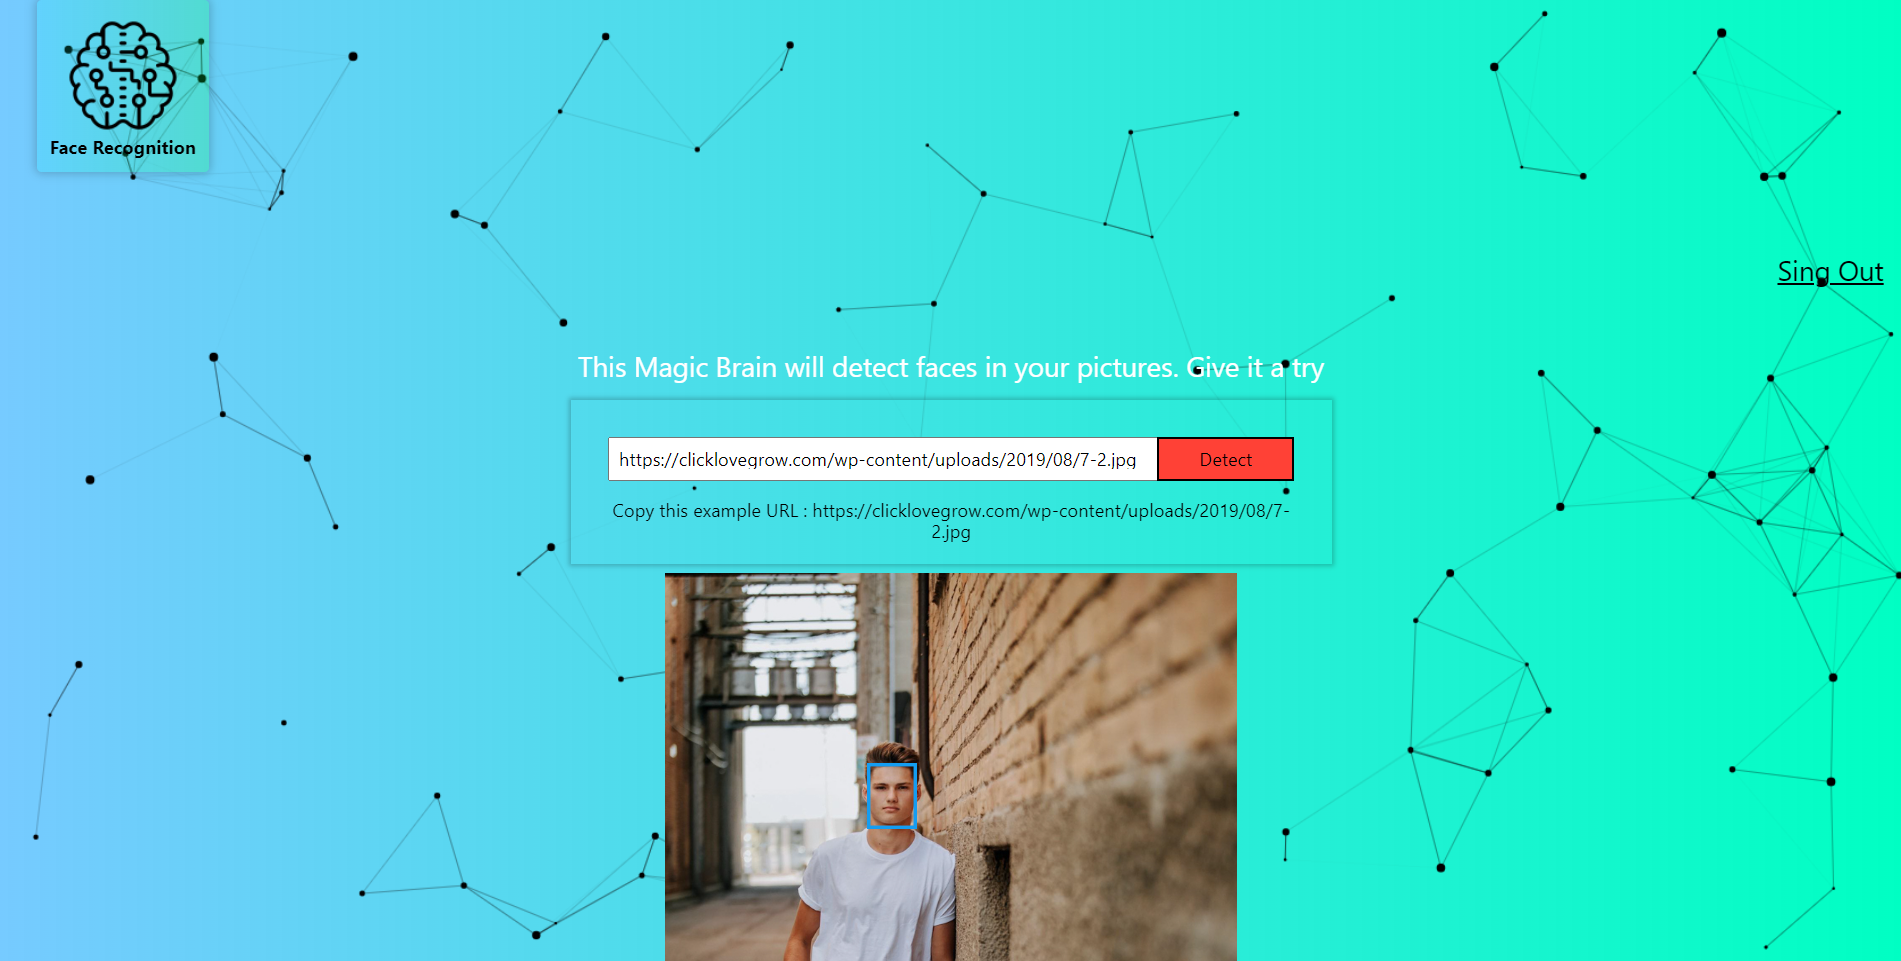 Face Recognition
Sing Out
This Magic Brain will detect faces in your pictures. Give it a try
https://clicklovegrow.com/wp-content/uploads/2019/08/7-2.jpg
Detect
Copy this example URL : https://clicklovegrow.com/wp-content/uploads/2019/08/7-
2.jpg